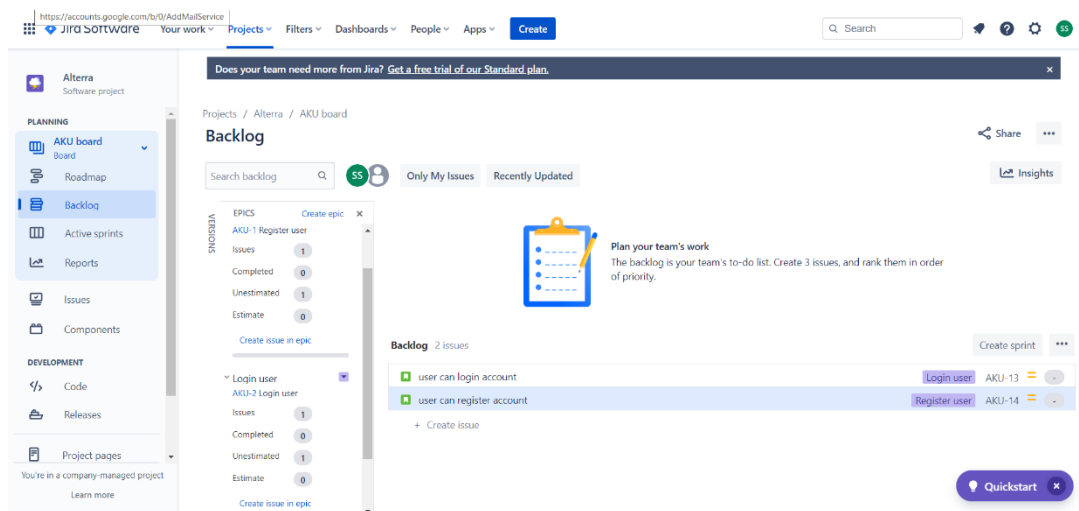 https://accounts.google.com/b/0/AddMailService
Jira Software Your work Projects Filters Dashboards People Apps Create Search SS
Does your team need more from Jira? Get a free trial of our Standard plan.
Alterra
Software project
PLANNING
AKU board
Board
Roadmap
Backlog
Active sprints
Reports
Issues
Components
DEVELOPMENT
Code
Releases
Project pages
You're in a company-managed project
Learn more
Projects / Alterra / AKU board
Backlog
Share
Search backlog SS Only My Issues Recently Updated Insights
VERSIONS
EPICS Create epic
AKU-1 Register user
Issues 1
Completed 0
Unestimated 1
Estimate 0
Create issue in epic
Login user
AKU-2 Login user
Issues 1
Completed 0
Unestimated 1
Estimate 0
Create issue in epic
Plan your team's work
The backlog is your team's to-do list. Create 3 issues, and rank them in order
of priority.
Backlog 2 issues Create sprint
user can login account Login user AKU-13 -
user can register account Register user AKU-14 -
+ Create issue
Quickstart